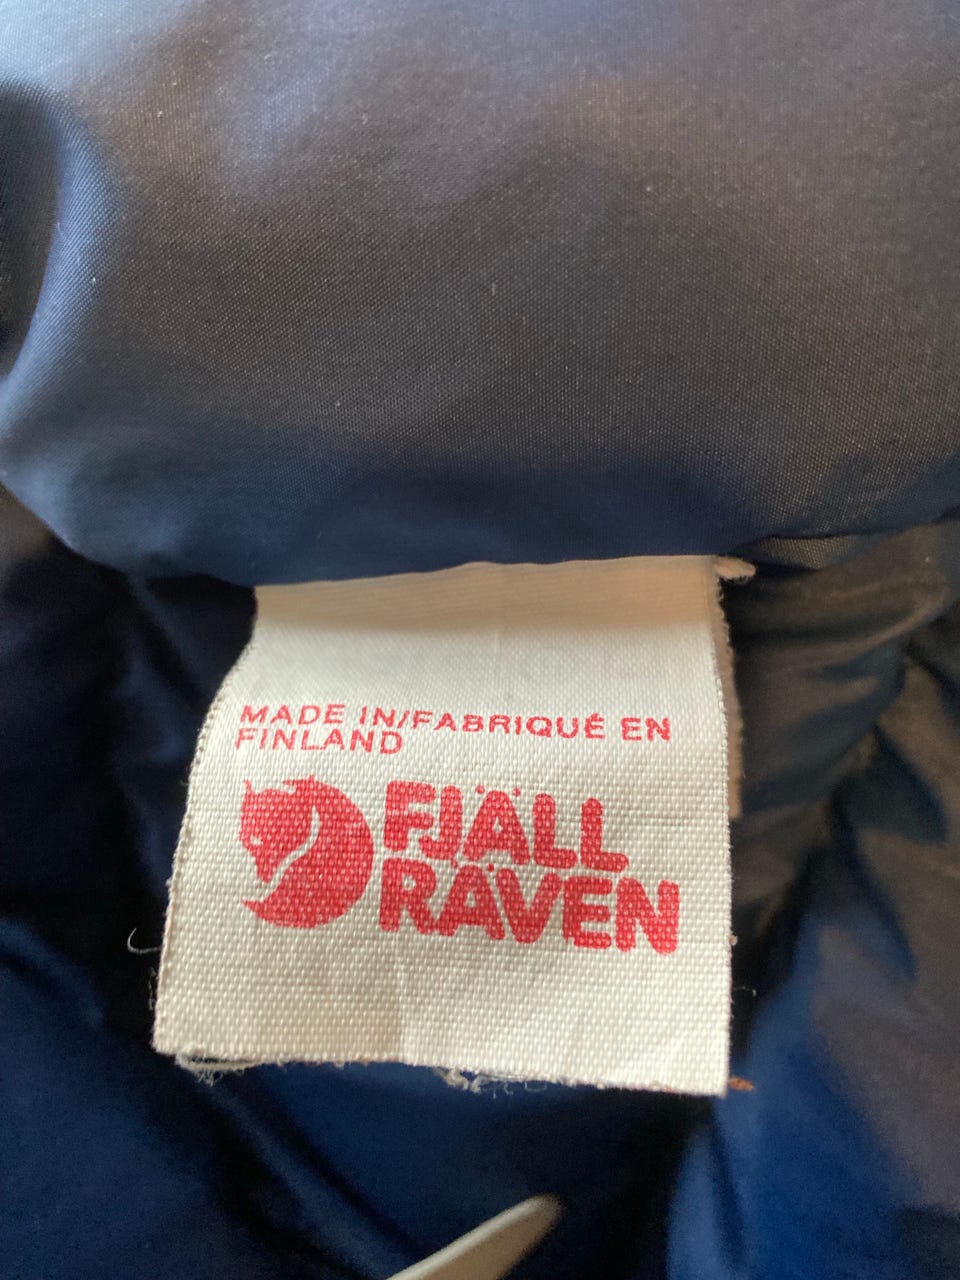 MADE IN/FABRIQUÉ EN
FINLAND
FJÄLL
RÄVEN